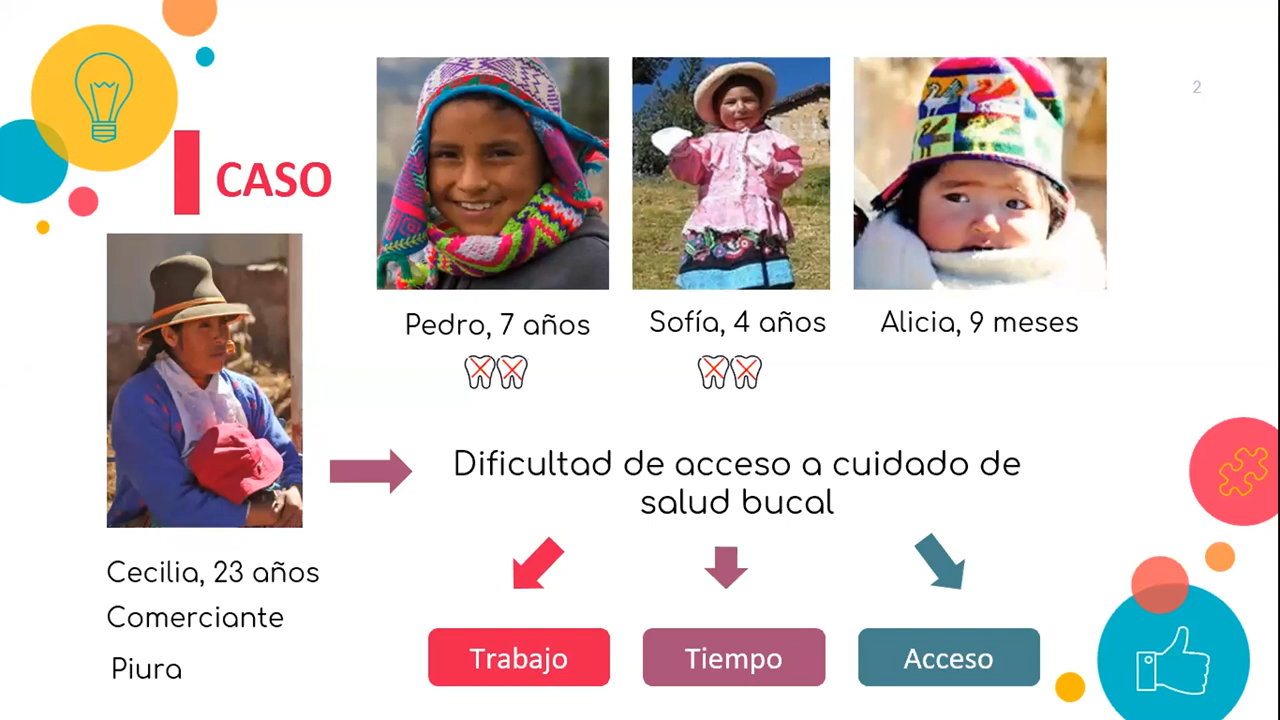 2
CASO
Pedro, 7 años
Sofía, 4 años
Alicia, 9 meses
Dificultad de acceso a cuidado de
salud bucal
Cecilia, 23 años
Comerciante
Piura
Trabajo
Tiempo
Acceso